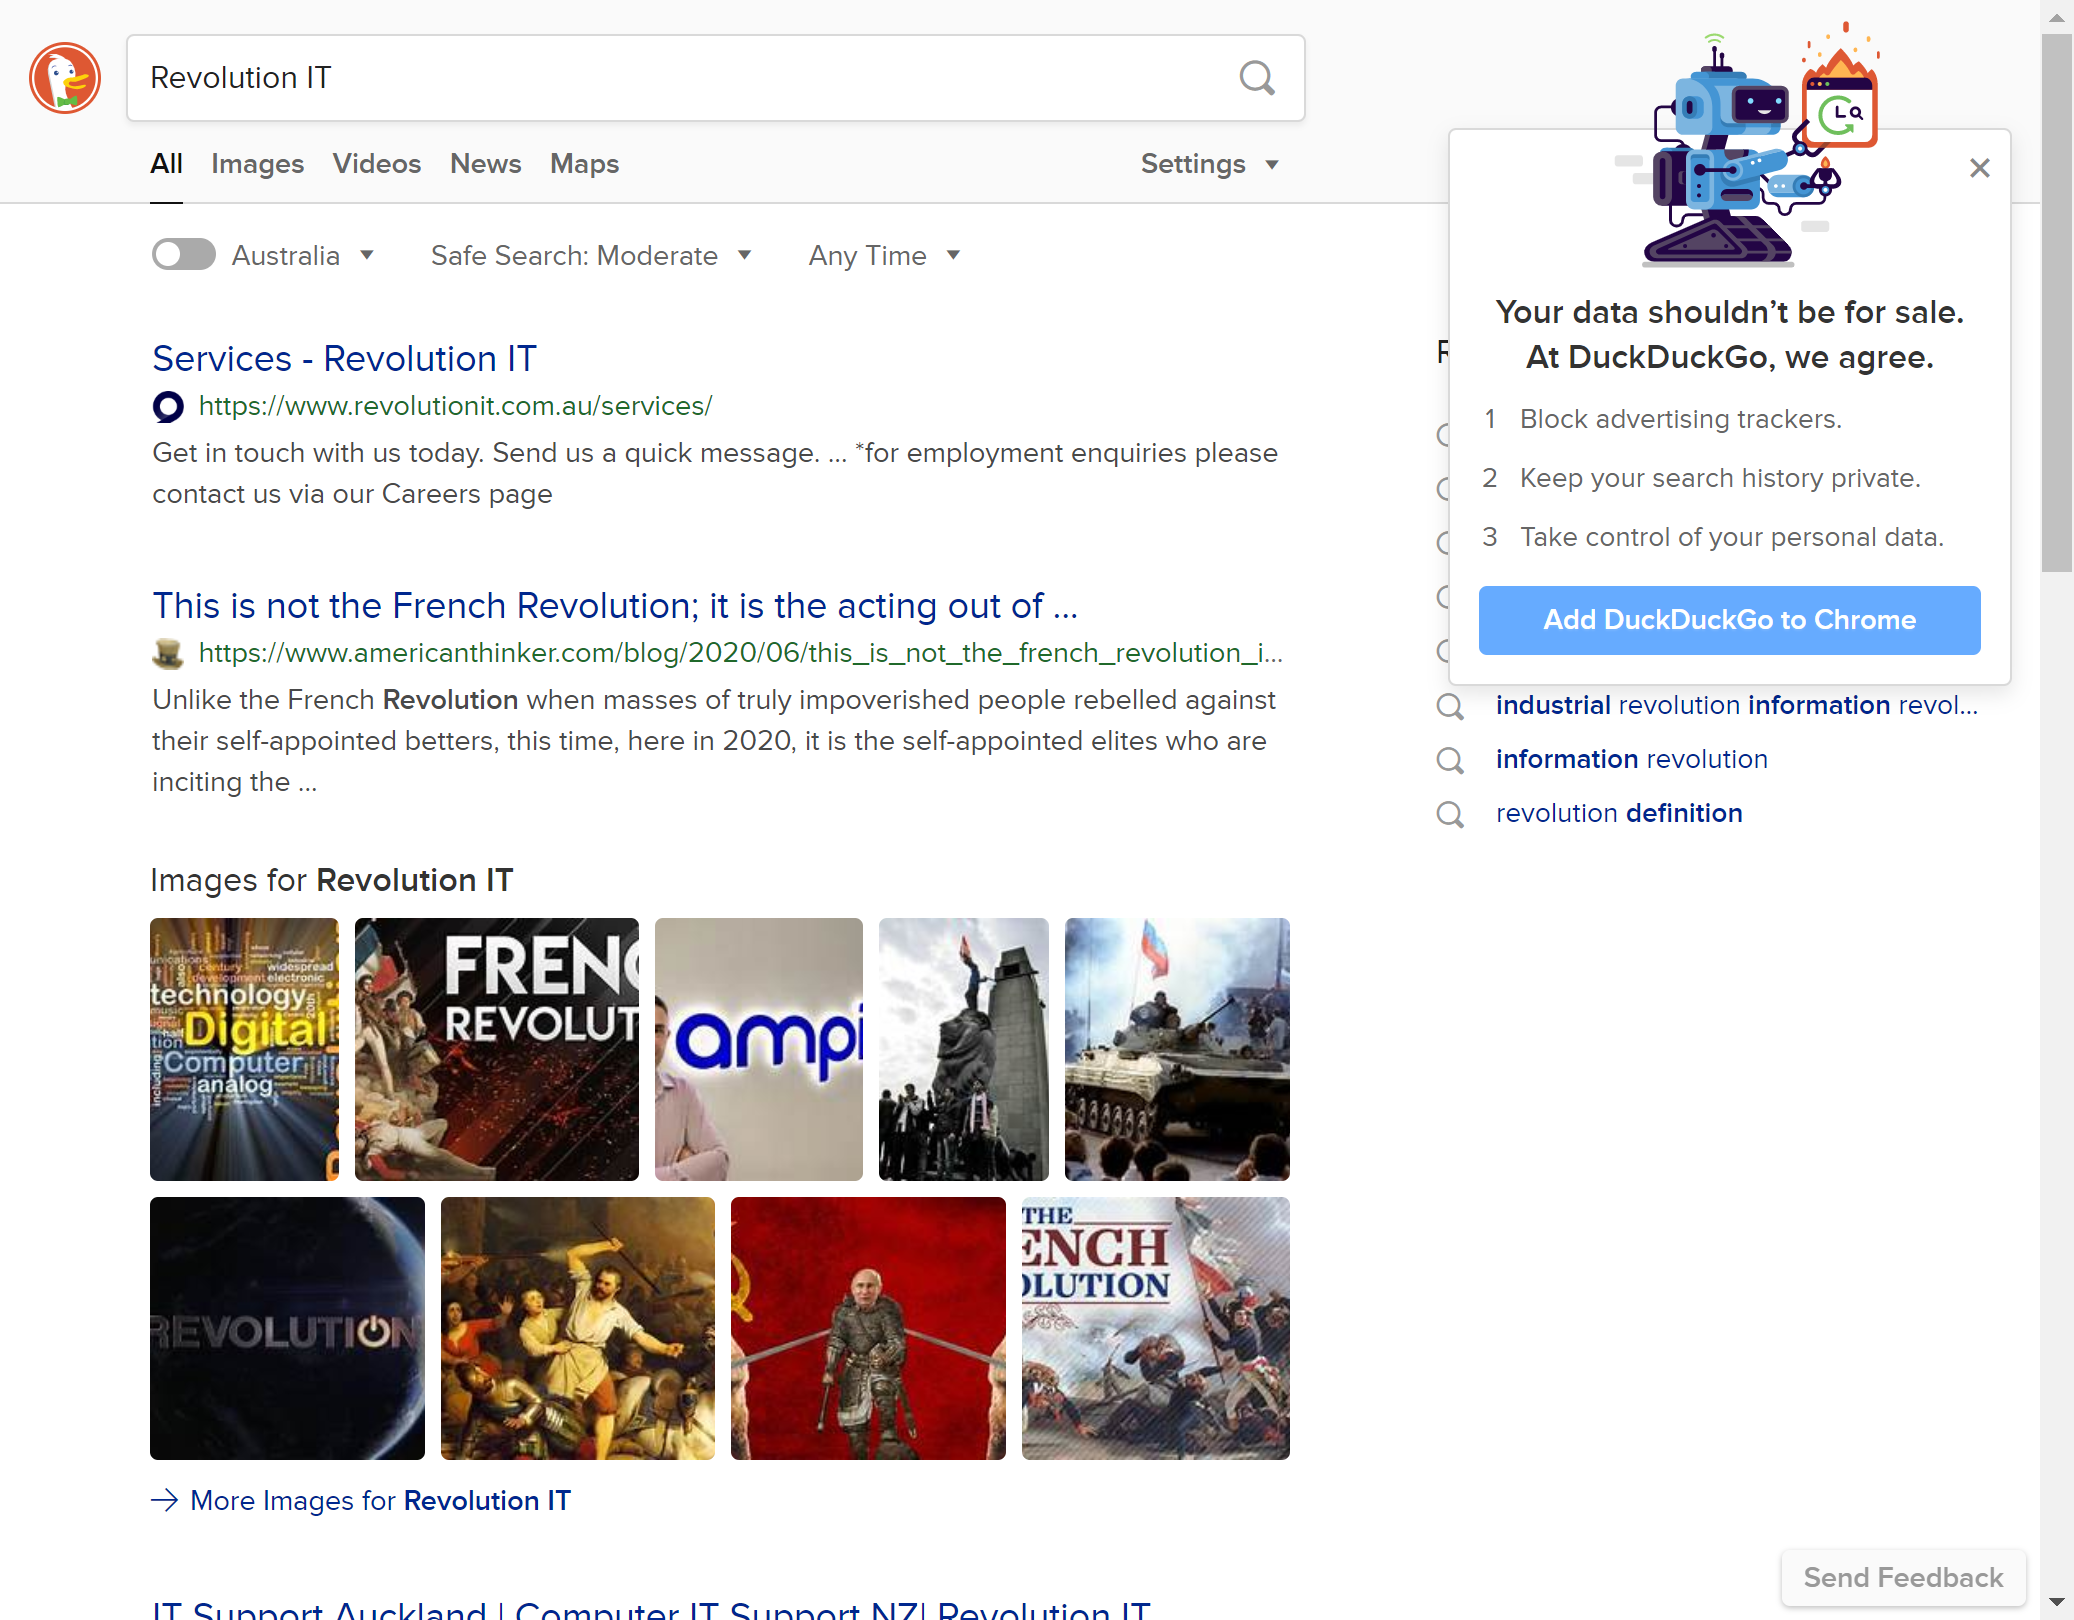 Revolution IT
All Images Videos News Maps Settings
Australia Safe Search: Moderate Any Time
Services - Revolution IT
https://www.revolutionit.com.au/services/
Get in touch with us today. Send us a quick message. ... *for employment enquiries please
contact us via our Careers page
This is not the French Revolution; it is the acting out of ...
https://www.americanthinker.com/blog/2020/06/this_is_not_the_french_revolution_i...
Unlike the French Revolution when masses of truly impoverished people rebelled against
their self-appointed betters, this time, here in 2020, it is the self-appointed elites who are
inciting the ...
Images for Revolution IT
widespread
development electronic
technology
Digital
Computer
analog
including
FRENC
REVOLUT
ampi
REVOLUTION
THE
ENCH
OLUTION
More Images for Revolution IT
IT Support Auckland | Computer IT Support NZ| Revolution IT
Your data shouldn't be for sale.
At DuckDuckGo, we agree.
1 Block advertising trackers.
2 Keep your search history private.
3 Take control of your personal data.
Add DuckDuckGo to Chrome
industrial revolution information revol...
information revolution
revolution definition
Send Feedback